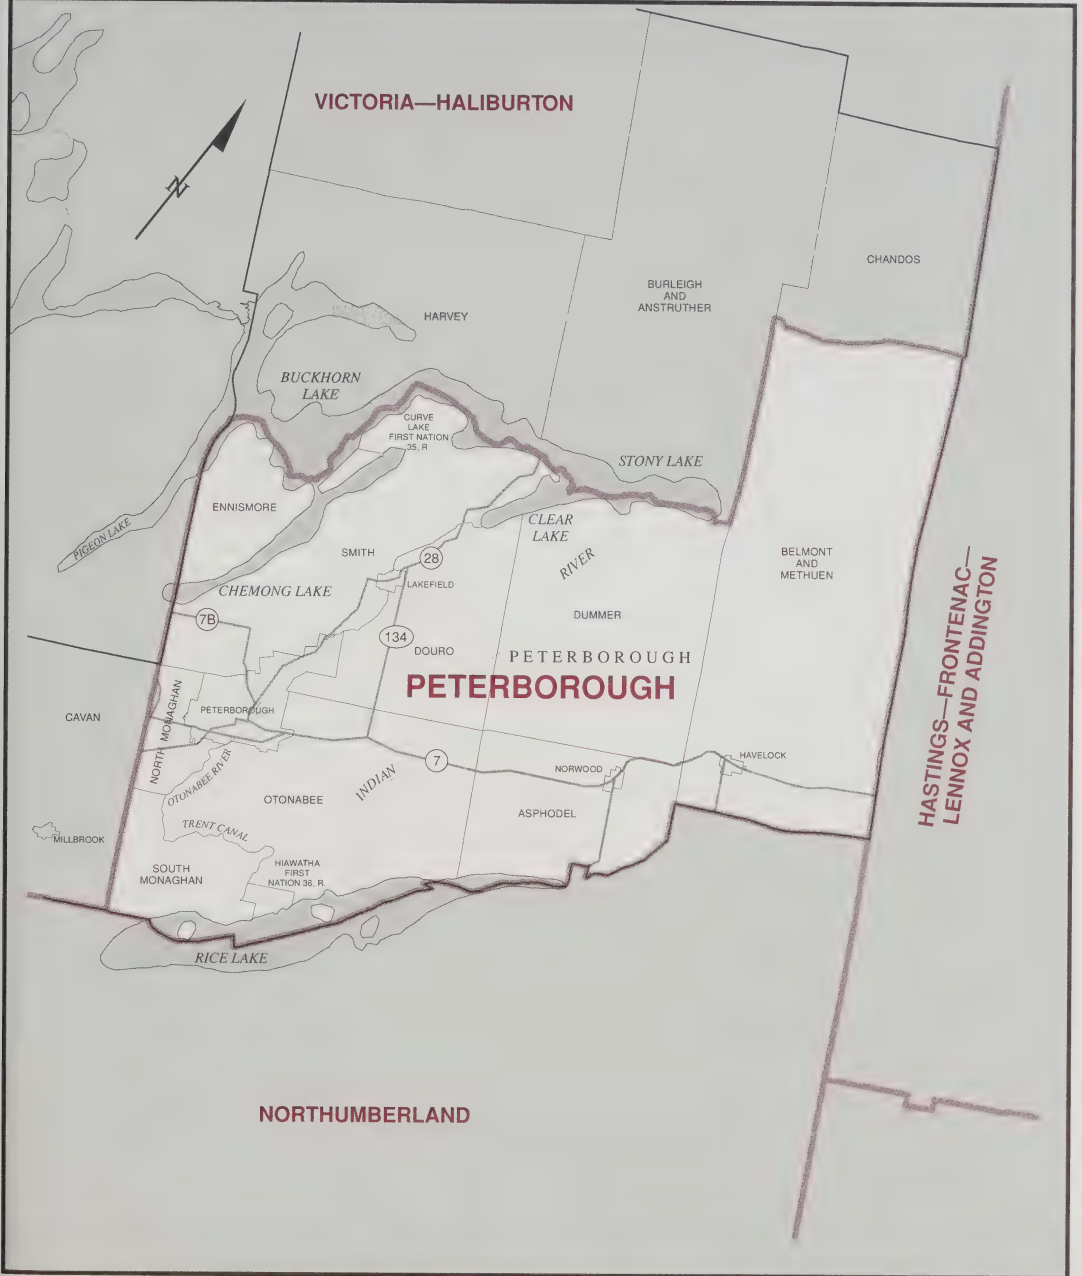 VICTORIA—HALIBURTON
N
CHANDOS
BURLEIGH
AND
ANSTRUTHER
HARVEY
BUCKHORN
LAKE
CURVE
LAKE
FIRST NATION
35, R
STONY LAKE
ENNISMORE
CLEAR
LAKE
PIGEON LAKE
SMITH
28
RIVER
BELMONT
AND
METHUEN
LAKEFIELD
CHEMONG LAKE
7B
DUMMER
134
DOURO
PETERBOROUGH
PETERBOROUGH
HASTINGS—FRONTENAC—
LENNOX AND ADDINGTON
CAVAN
NORTH MONAGHAN
PETERBOROUGH
7
HAVELOCK
NORWOOD
OTONABEE RIVER
INDIAN
OTONABEE
ASPHODEL
TRENT CANAL
MILLBROOK
SOUTH
MONAGHAN
HIAWATHA
FIRST
NATION 36, R.
RICE LAKE
NORTHUMBERLAND